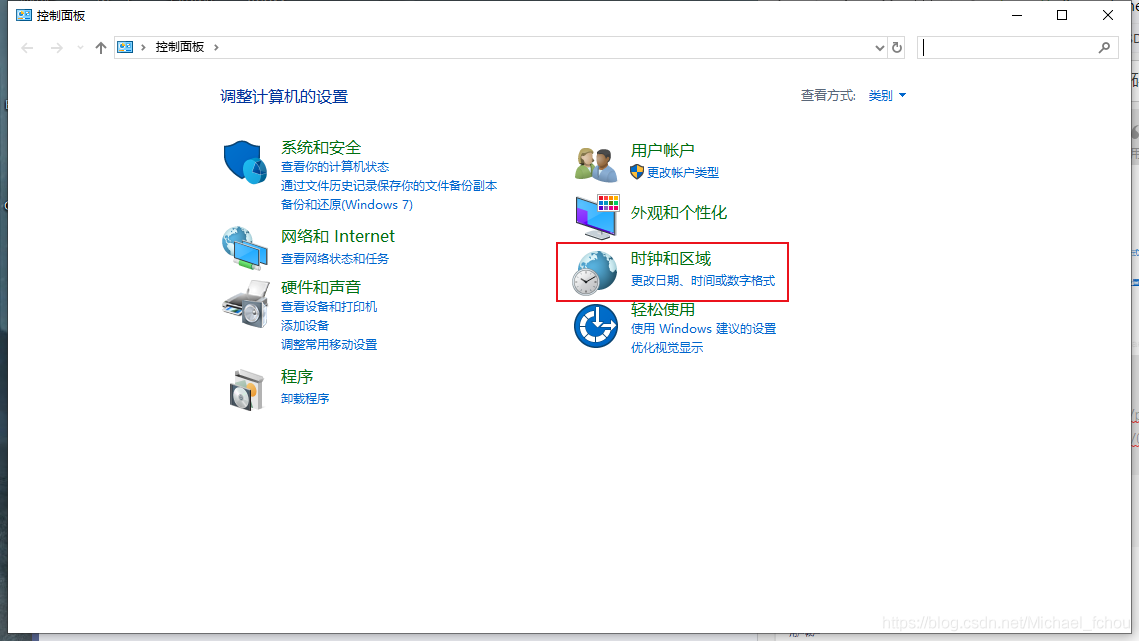 控制面板
控制面板
调整计算机的设置
查看方式: 类别
系统和安全
查看你的计算机状态
通过文件历史记录保存你的文件备份副本
备份和还原(Windows 7)
网络和 Internet
查看网络状态和任务
硬件和声音
查看设备和打印机
添加设备
调整常用移动设置
程序
卸载程序
用户帐户
更改帐户类型
外观和个性化
时钟和区域
更改日期、时间或数字格式
轻松使用
使用 Windows 建议的设置
优化视觉显示
https://blog.csdn.net/Michael_fchou